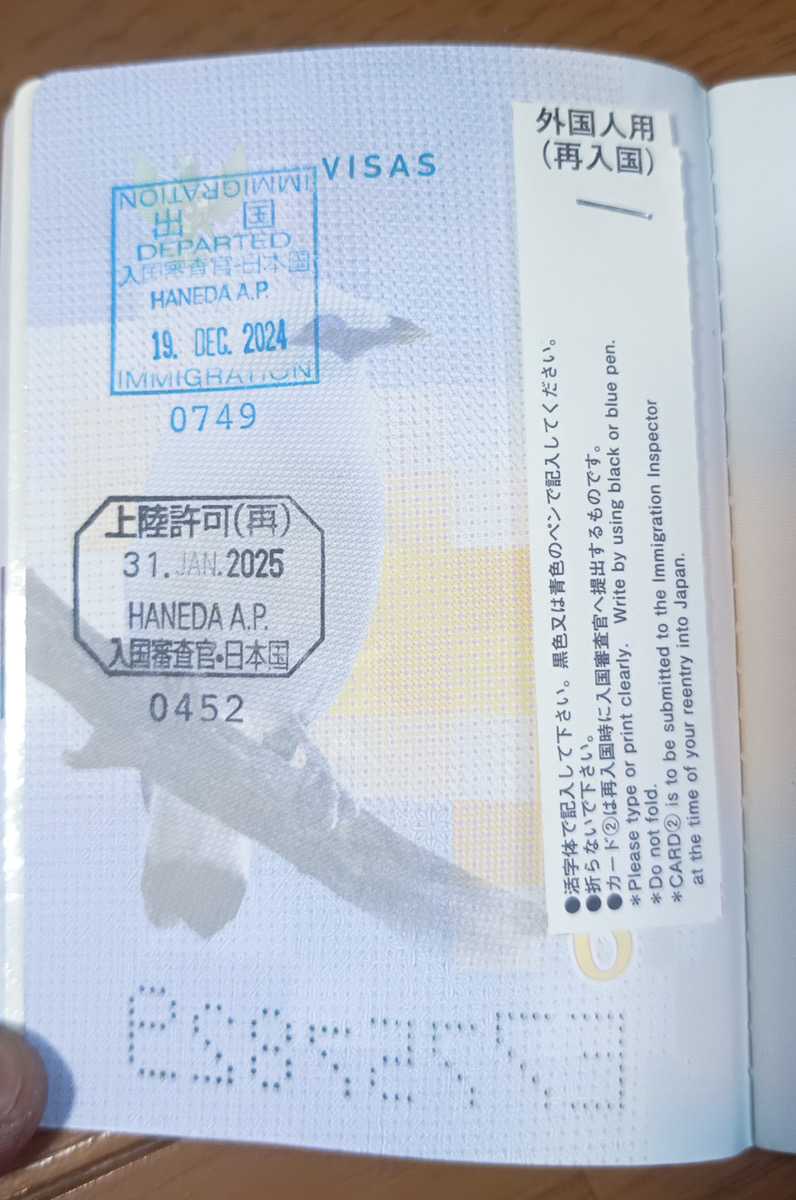 VISAS
IMMIGRATION
出 国
DEPARTED
入国審査官・日本国
HANEDA A.P.
19. DEC. 2024
IMMIGRATION
0749
上陸許可(再)
31. JAN. 2025
HANEDA A.P.
入国審査官・日本国
0452
外国人用
(再入国)
●活字体で記入して下さい。黒色又は青色のペンで記入してください。
●折らないで下さい。
●カード②は再入国時に入国審査官へ提出するものです。
*Please type or print clearly. Write by using black or blue pen.
*Do not fold.
*CARD② is to be submitted to the Immigration Inspector
at the time of your reentry into Japan.